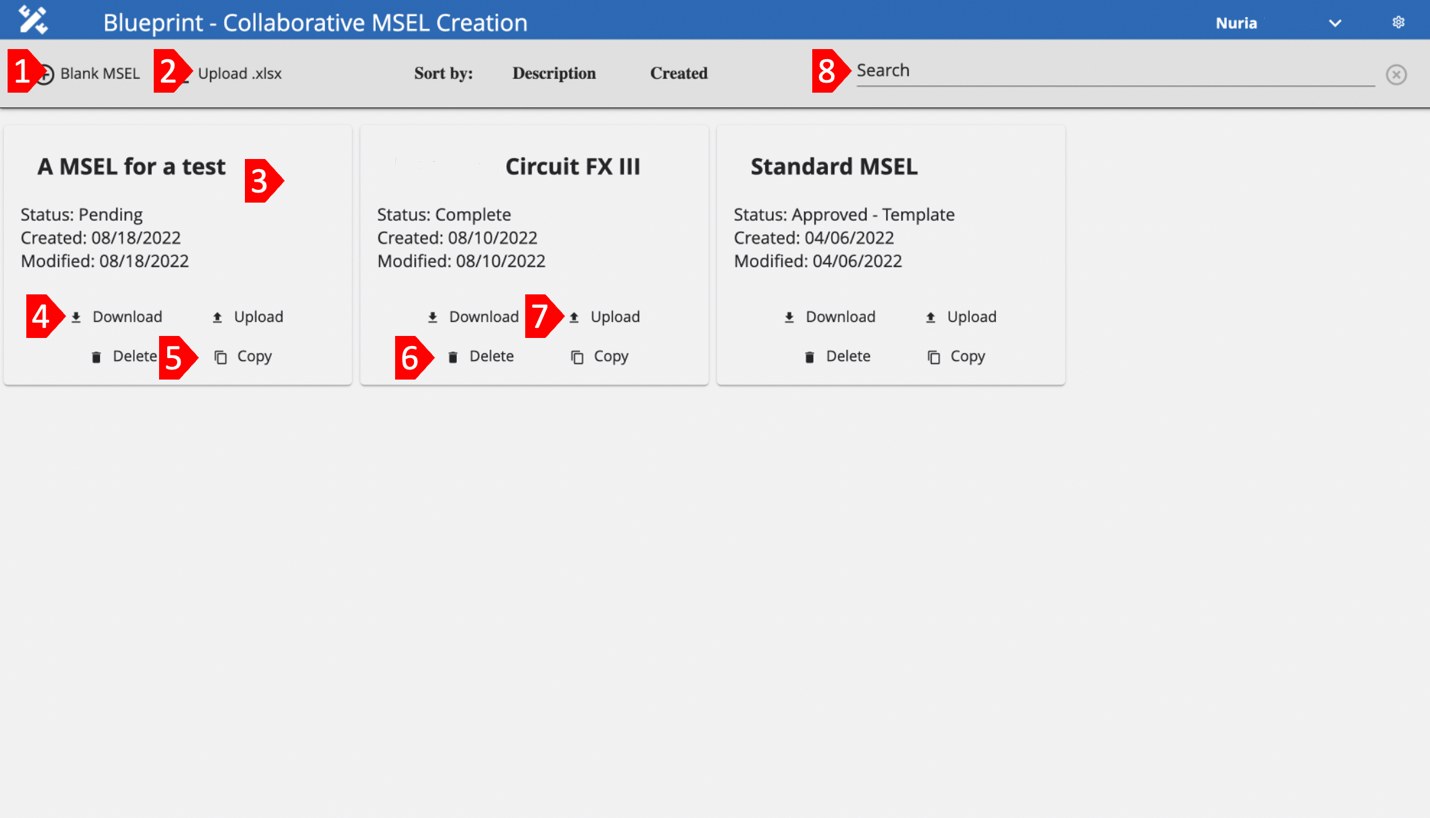 Blueprint - Collaborative MSEL Creation Nuria
1 Blank MSEL 2 Upload .xlsx Sort by: Description Created 8 Search
A MSEL for a test 3
Status: Pending
Created: 08/18/2022
Modified: 08/18/2022
4 Download Upload
Delete 5 Copy
Circuit FX III
Status: Complete
Created: 08/10/2022
Modified: 08/10/2022
Download 7 Upload
6 Delete Copy
Standard MSEL
Status: Approved - Template
Created: 04/06/2022
Modified: 04/06/2022
Download Upload
Delete Copy